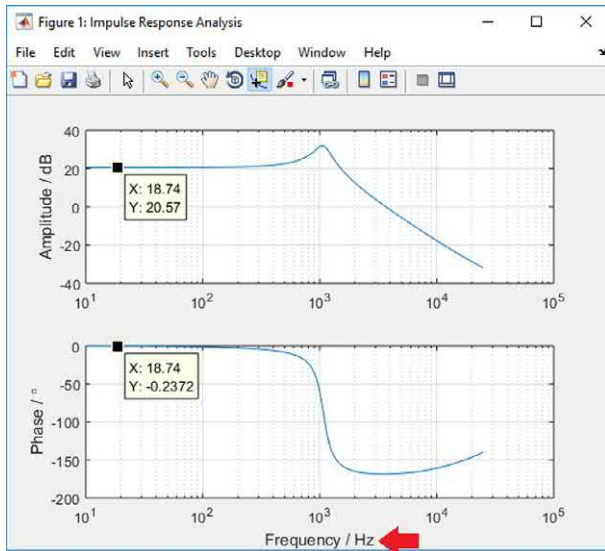 Figure 1: Impulse Response Analysis
File Edit View Insert Tools Desktop Window Help
Amplitude / dB
40
20
0
-20
-40
X: 18.74
Y: 20.57
10^1 10^2 10^3 10^4 10^5
Phase / °
0
-50
-100
-150
-200
X: 18.74
Y: -0.2372
10^1 10^2 10^3 10^4 10^5
Frequency / Hz